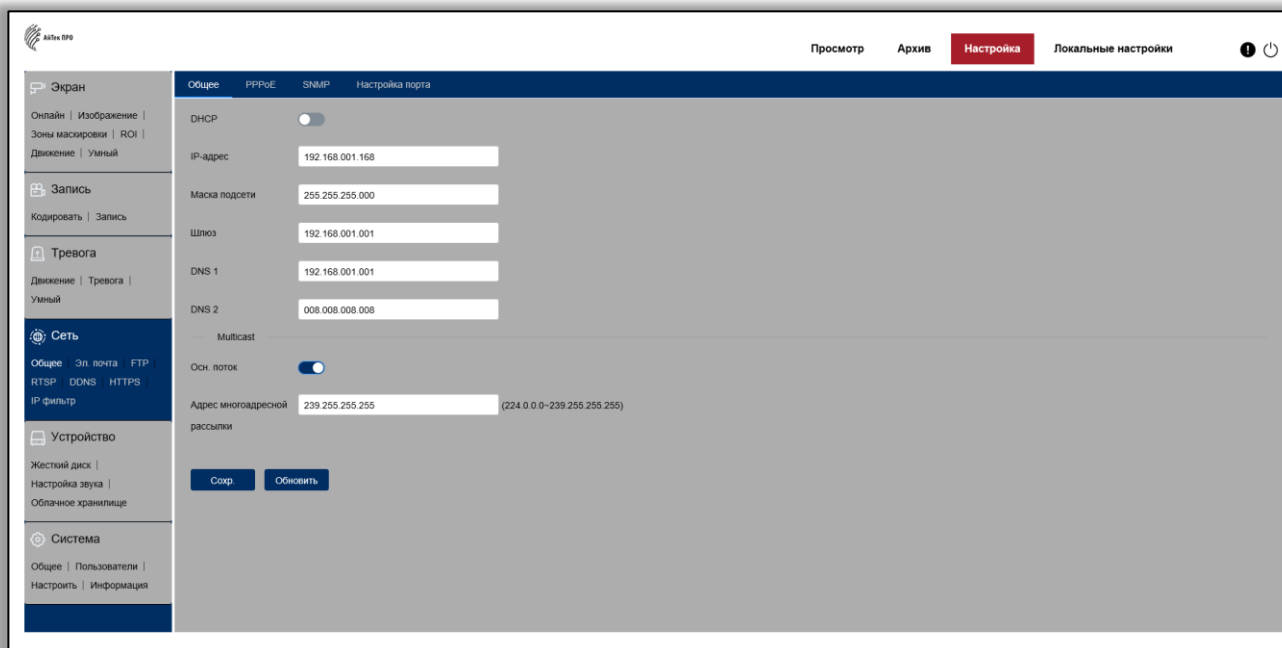 АйТек ПРО
Просмотр Архив Настройка Локальные настройки
Экран
Онлайн | Изображение |
Зоны маскировки | ROI |
Движение | Умный
Запись
Кодировать | Запись
Тревога
Движение | Тревога |
Умный
Сеть
Общее | Эл. почта | FTP |
RTSP | DDNS | HTTPS |
IP фильтр
Устройство
Жесткий диск |
Настройка звука |
Облачное хранилище
Система
Общее | Пользователи |
Настроить | Информация
Общее PPPoE SNMP Настройка порта
DHCP
IP-адрес 192.168.001.168
Маска подсети 255.255.255.000
Шлюз 192.168.001.001
DNS 1 192.168.001.001
DNS 2 008.008.008.008
Multicast
Осн. поток
Адрес многоадресной 239.255.255.255 (224.0.0.0~239.255.255.255)
рассылки
Сохр. Обновить